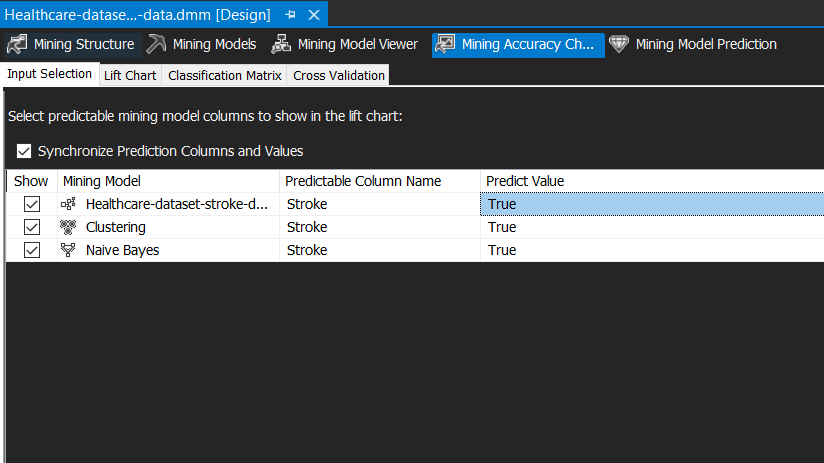 Healthcare-datase...-data.dmm [Design]
Mining Structure Mining Models Mining Model Viewer Mining Accuracy Ch... Mining Model Prediction
Input Selection Lift Chart Classification Matrix Cross Validation
Select predictable mining model columns to show in the lift chart:
Synchronize Prediction Columns and Values
Show Mining Model Predictable Column Name Predict Value
Healthcare-dataset-stroke-d... Stroke True
Clustering Stroke True
Naive Bayes Stroke True